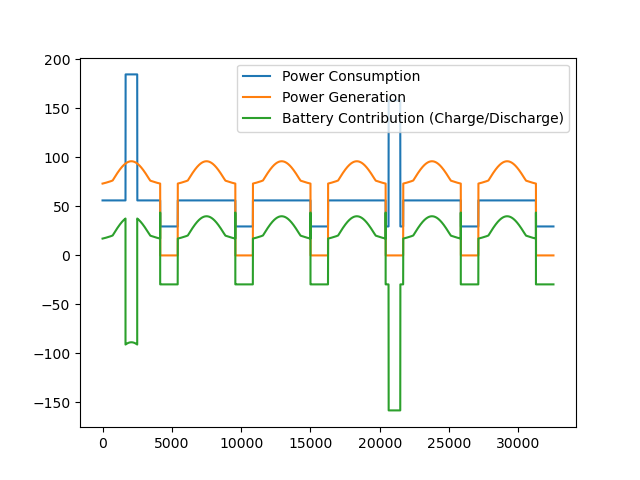 Power Consumption
Power Generation
Battery Contribution (Charge/Discharge)
200
150
100
50
0
−50
−100
−150
0 5000 10000 15000 20000 25000 30000